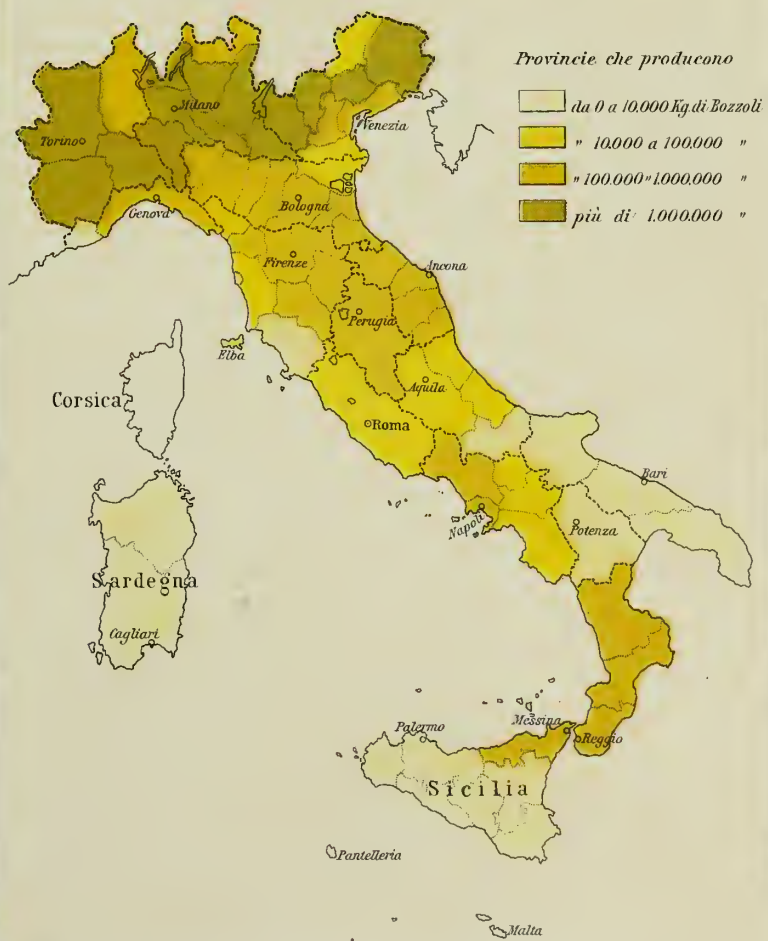 Provincie che producono
da 0 a 10.000 Kg. di Bozzoli
" 10.000 a 100.000 "
" 100.000 " 1.000.000 "
più di 1.000.000 "
Milano
Venezia
Torino
Genova
Bologna
Firenze
Ancona
Perugia
Elba
Aquila
Corsica
Roma
Bari
Napoli
Potenza
Sardegna
Cagliari
Messina
Palermo
Reggio
Sicilia
Pantelleria
Malta